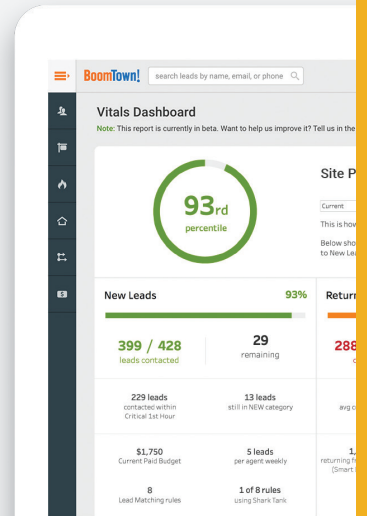 BoomTown!
search leads by name, email, or phone
Vitals Dashboard
Note: This report is currently in beta. Want to help us improve it? Tell us in the
93rd
percentile
Site P
Current
This is how
Below sho
to New Lea
New Leads 93%
399 / 428
leads contacted
29
remaining
229 leads
contacted within
Critical 1st Hour
13 leads
still in NEW category
$1,750
Current Paid Budget
5 leads
per agent weekly
8
Lead Matching rules
1 of 8 rules
using Shark Tank
Return
288
c
avg c
1,
returning fr
(Smart